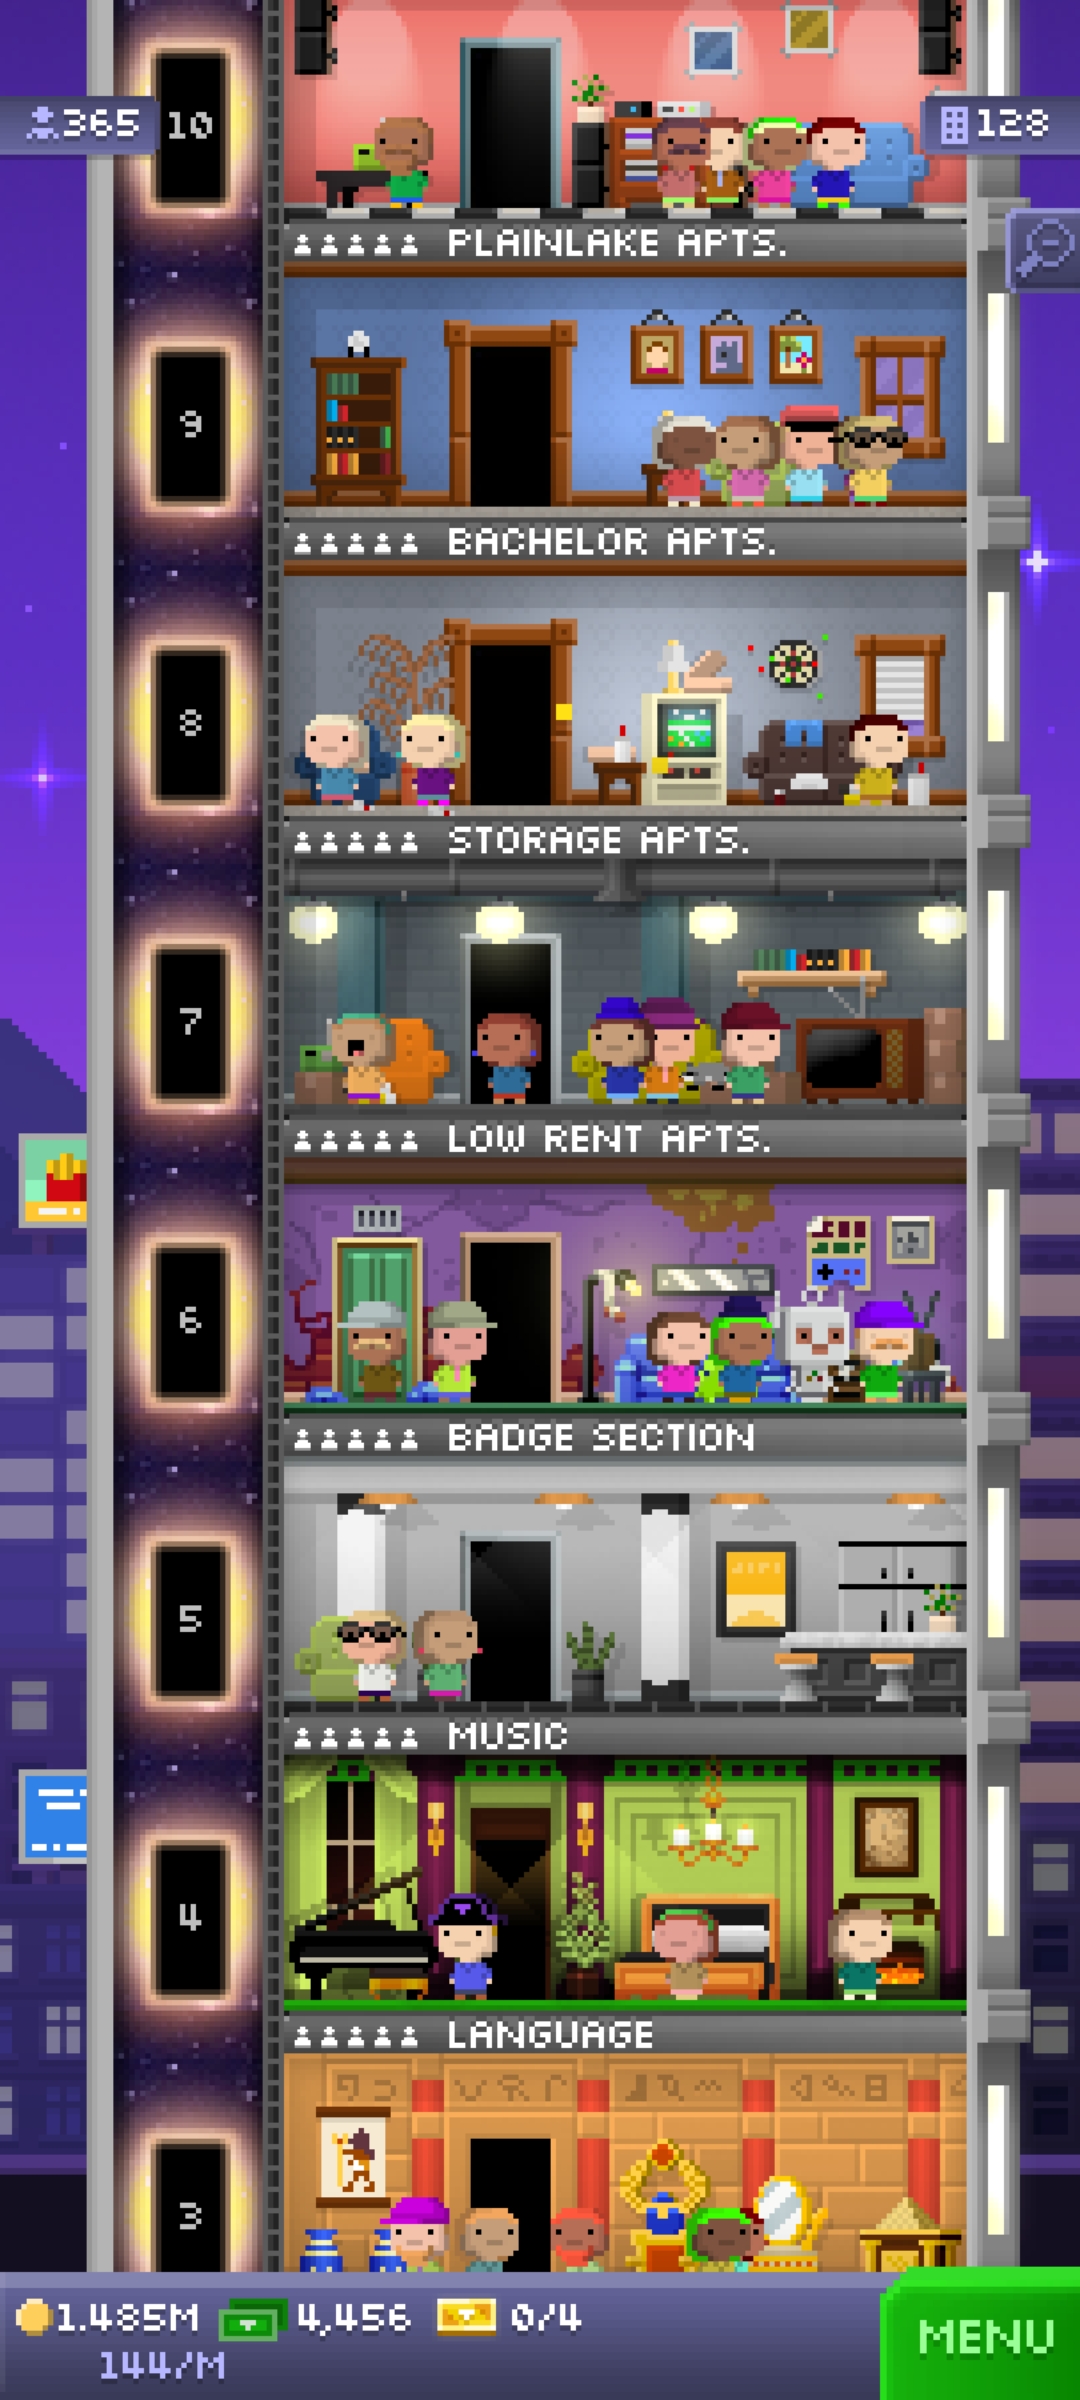 365
10
128
PLAINLAKE APTS.
9
BACHELOR APTS.
8
STORAGE APTS.
7
LOW RENT APTS.
6
BADGE SECTION
5
MUSIC
4
LANGUAGE
3
1.485M 4,456 0/4
144/M
MENU